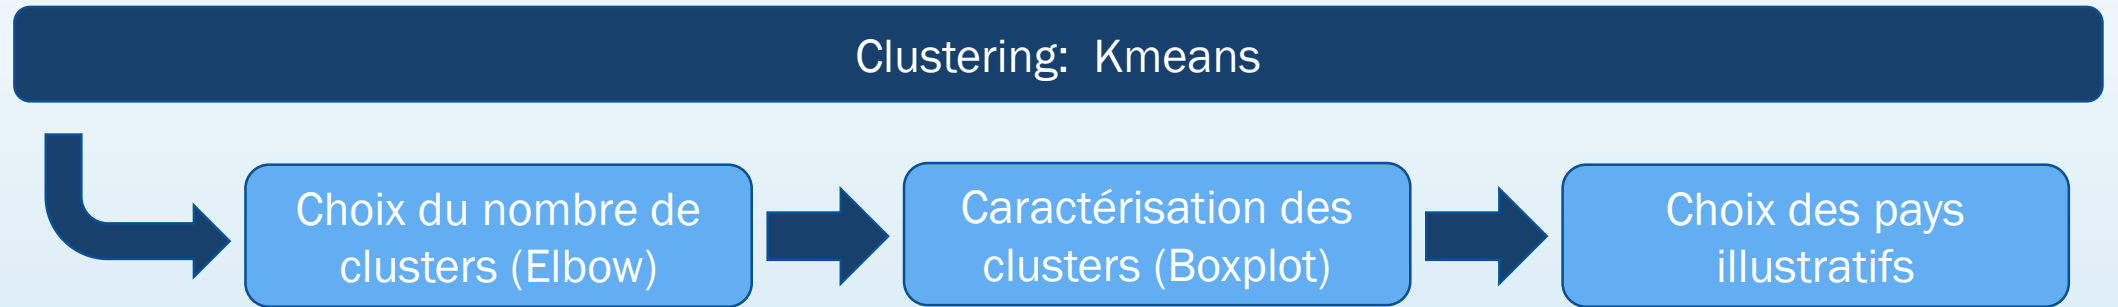 Clustering: Kmeans
Choix du nombre de
clusters (Elbow)
Caractérisation des
clusters (Boxplot)
Choix des pays
illustratifs